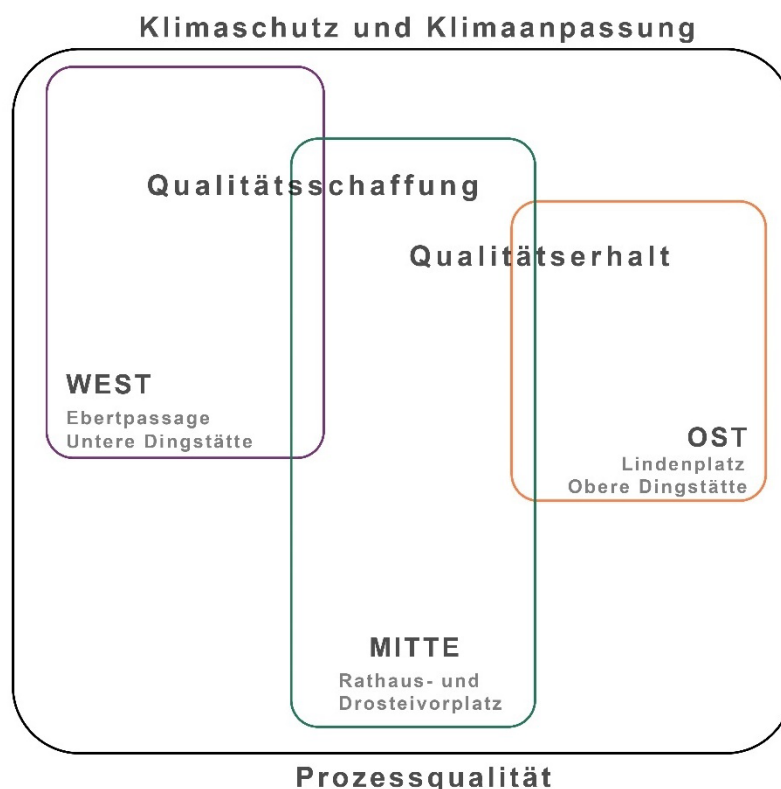 Klimaschutz und Klimaanpassung
Qualitätsschaffung
Qualitätserhalt
WEST
Ebertpassage
Untere Dingstätte
OST
Lindenplatz
Obere Dingstätte
MITTE
Rathaus- und
Drosteivorplatz
Prozessqualität